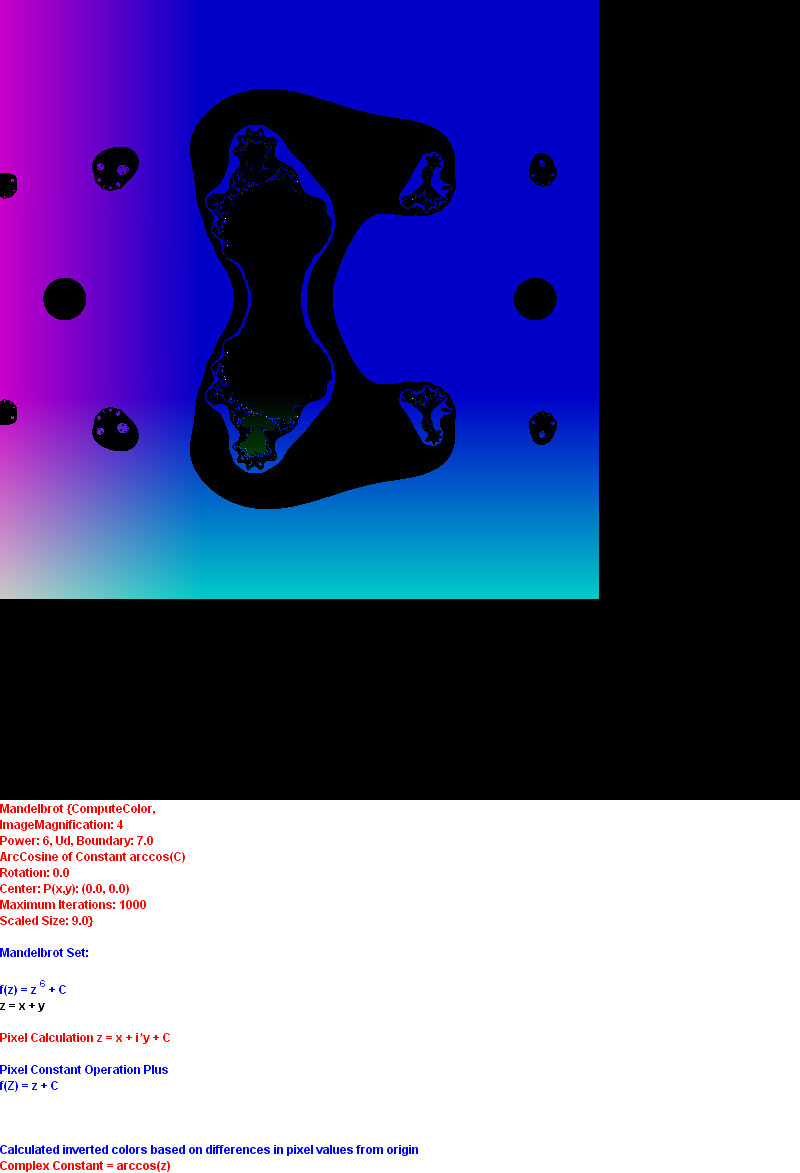 Mandelbrot {ComputeColor,
ImageMagnification: 4
Power: 6, Ud, Boundary: 7.0
ArcCosine of Constant arccos(C)
Rotation: 0.0
Center: P(x,y): (0.0, 0.0)
Maximum Iterations: 1000
Scaled Size: 9.0}
Mandelbrot Set:
f(z) = z 6 + C
z = x + y
Pixel Calculation z = x + i*y + C
Pixel Constant Operation Plus
f(Z) = z + C
Calculated inverted colors based on differences in pixel values from origin
Complex Constant = arccos(z)